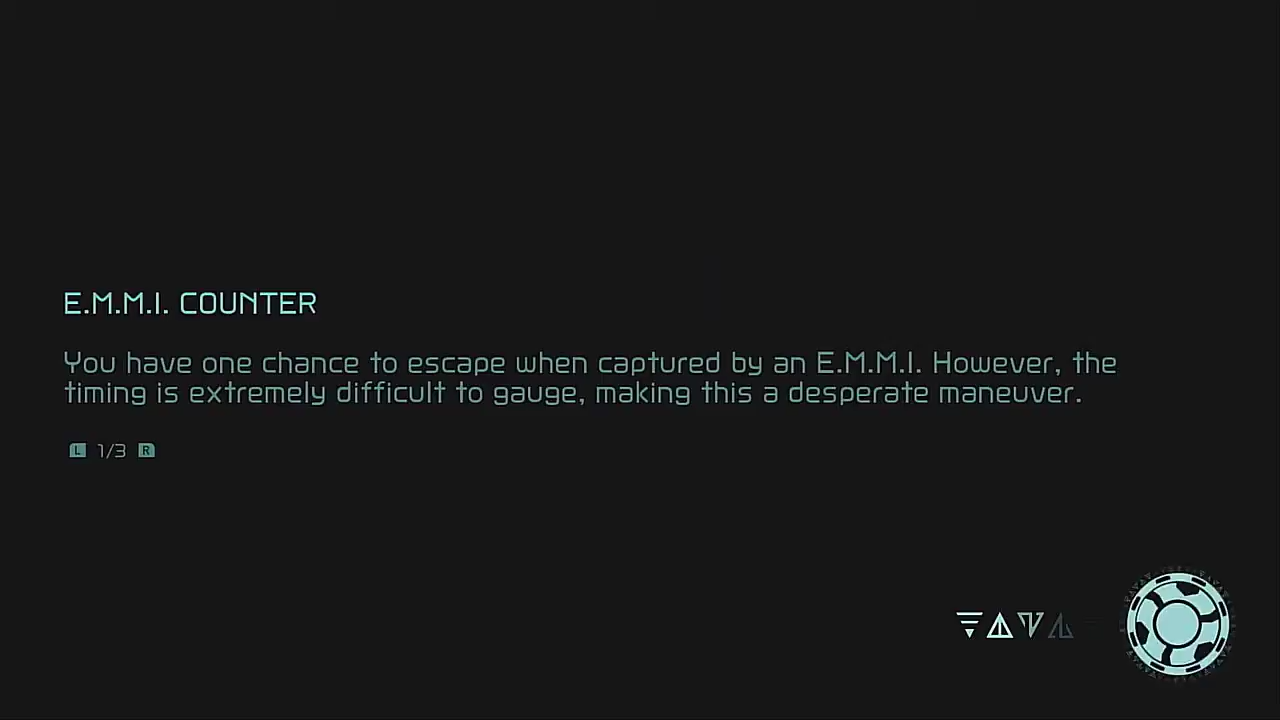 E.M.M.I. COUNTER
You have one chance to escape when captured by an E.M.M.I. However, the
timing is extremely difficult to gauge, making this a desperate maneuver.
L 1/3 R